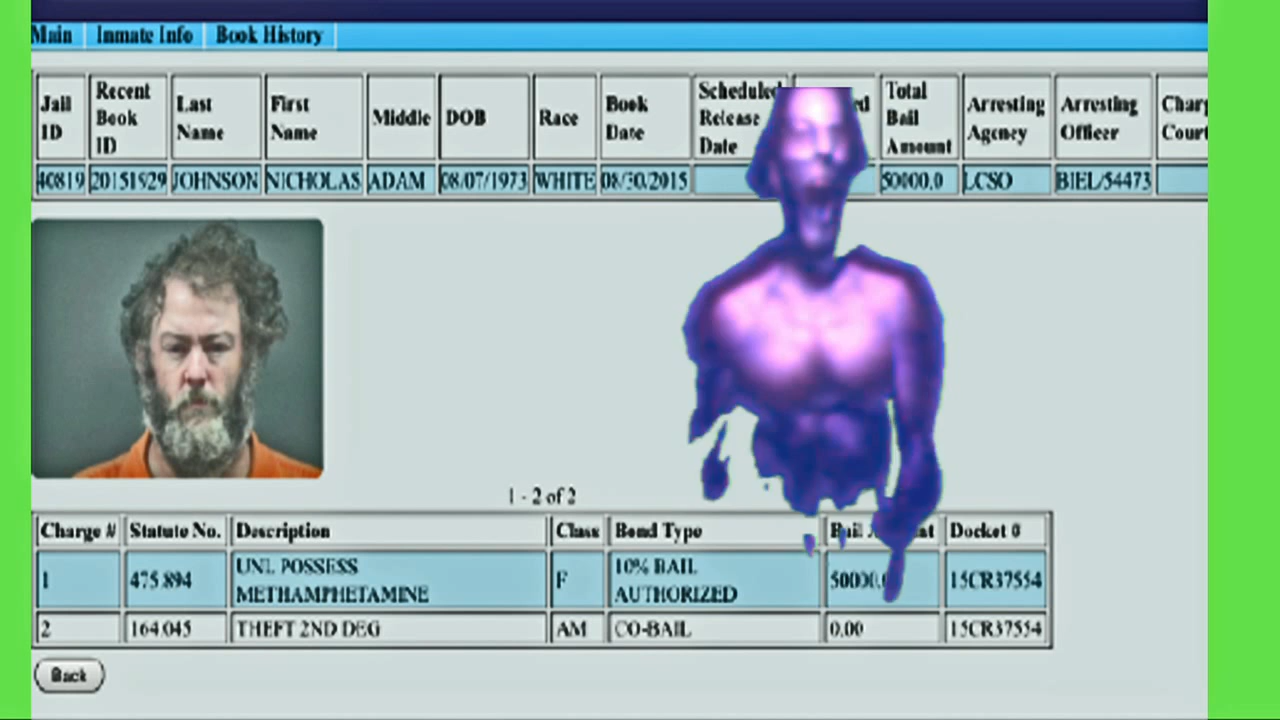 Main Inmate Info Book History
Jail ID Recent Book ID Last Name First Name Middle DOB Race Book Date Scheduled Release Date Total Bail Amount Arresting Agency Arresting Officer
40819 JOHNSON NICHOLAS ADAM 08/07/1973 WHITE 08/30/2015 50000.0 LCSO BIEL/54473
1 - 2 of 2
Charge # Statute No. Description Class Bond Type Docket #
1 475.894 UNL POSSESS METHAMPHETAMINE F 10% BAIL AUTHORIZED 15CR37554
2 164.045 THEFT 2ND DEG AM CO-BAIL 0.00 15CR37554
Back